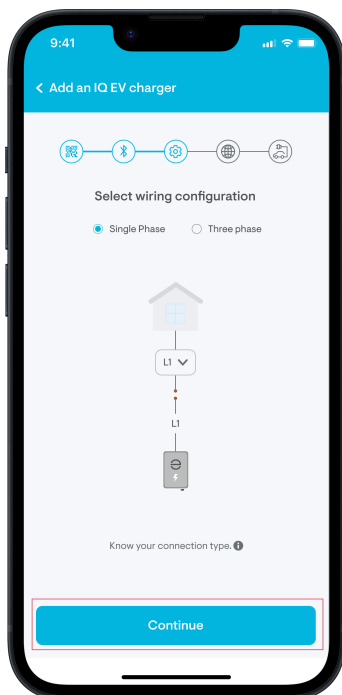 9:41
Add an IQ EV charger
Select wiring configuration
Single Phase
Three phase
L1
L1
Know your connection type.
Continue